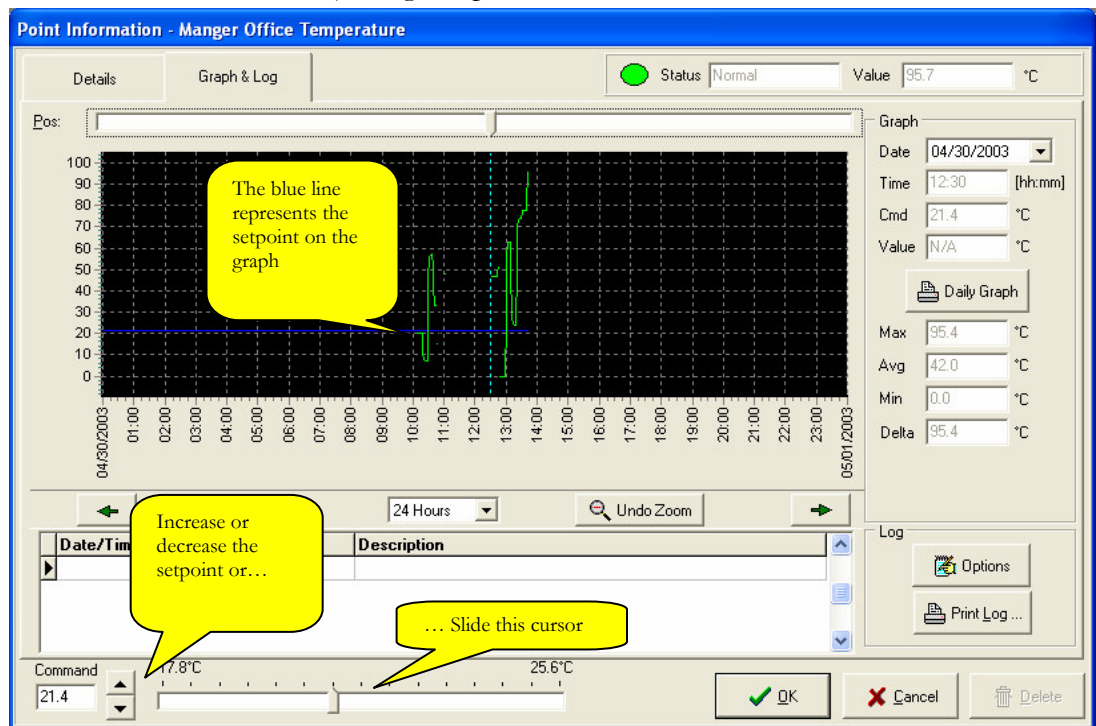 Point Information - Manger Office Temperature
Details
Graph & Log
Status Normal
Value 95.7 °C
Pos:
100
90
80
70
60
50
40
30
20
10
0
The blue line
represents the
setpoint on the
graph
04/30/2003
01:00
02:00
03:00
04:00
05:00
06:00
07:00
08:00
09:00
10:00
11:00
12:00
13:00
14:00
15:00
16:00
17:00
18:00
19:00
20:00
21:00
22:00
23:00
05/01/2003
Graph
Date 04/30/2003
Time 12:30 [hh:mm]
Cmd 21.4 °C
Value N/A °C
Daily Graph
Max 95.4 °C
Avg 42.0 °C
Min 0.0 °C
Delta 95.4 °C
24 Hours
Undo Zoom
Increase or
decrease the
setpoint or…
Description
… Slide this cursor
Log
Options
Print Log ...
Command
21.4
17.8°C
25.6°C
OK
Cancel
Delete